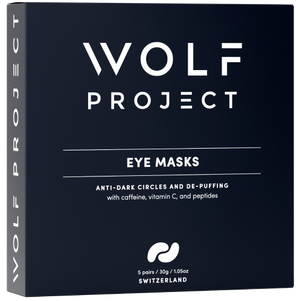 WOLF
PROJECT
EYE MASKS
ANTI-DARK CIRCLES AND DE-PUFFING
with caffeine, vitamin C, and peptides
5 pairs / 30g / 1.05oz
SWITZERLAND
WOLF PROJECT